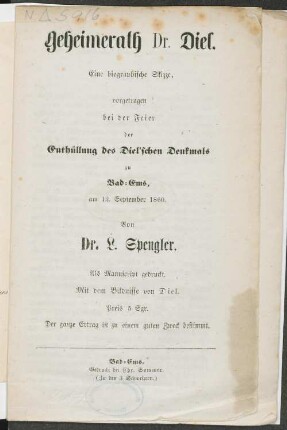 Geheimerath Dr. Diel.
Eine biographische Skizze,
vorgetragen
bei der Feier
der
Enthüllung des Diel'schen Denkmals
zu
Bad-Ems,
am 13. September 1860.
Von
Dr. L. Spengler.
Als Manuscript gedruckt.
Mit dem Bildnisse von Diel.
Preis 5 Sgr.
Der ganze Ertrag ist zu einem guten Zweck bestimmt.
Bad-Ems.
Gedruckt bei Chr. Sommer.